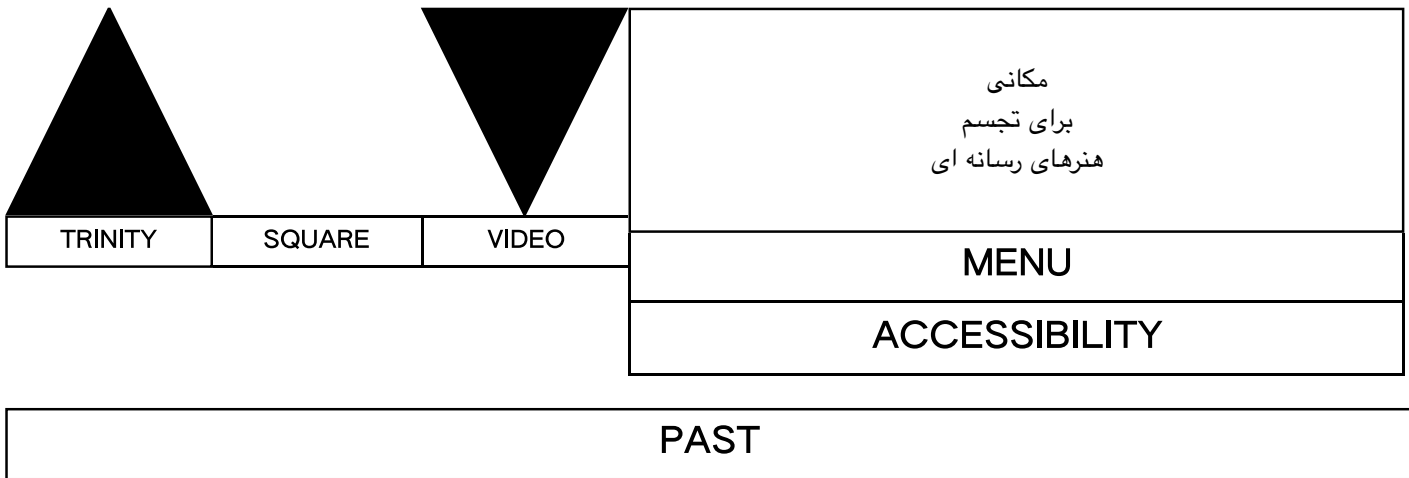 TRINITY
SQUARE
VIDEO
مکانی
برای تجسم
هنرهای رسانه ای
MENU
ACCESSIBILITY
PAST